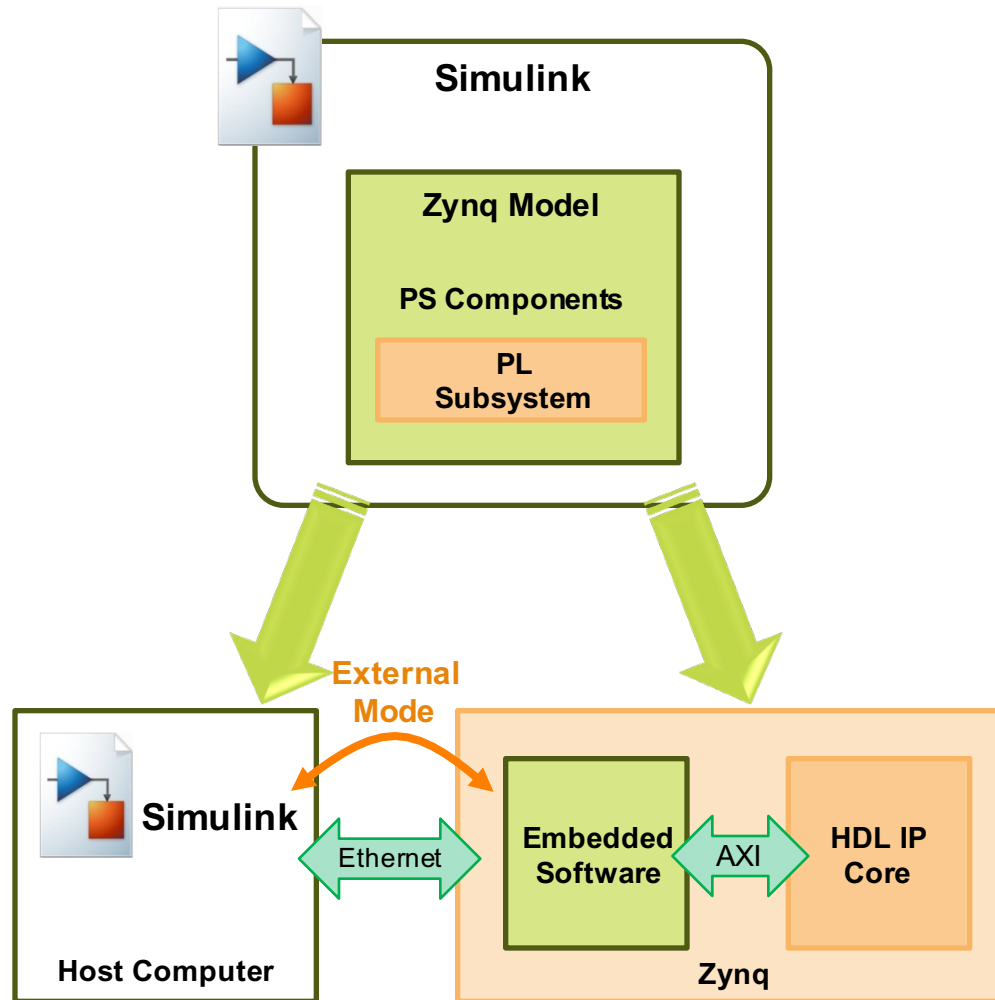 Simulink
Zynq Model
PS Components
PL
Subsystem
External
Mode
Simulink
Ethernet
Host Computer
Embedded
Software
AXI
HDL IP
Core
Zynq